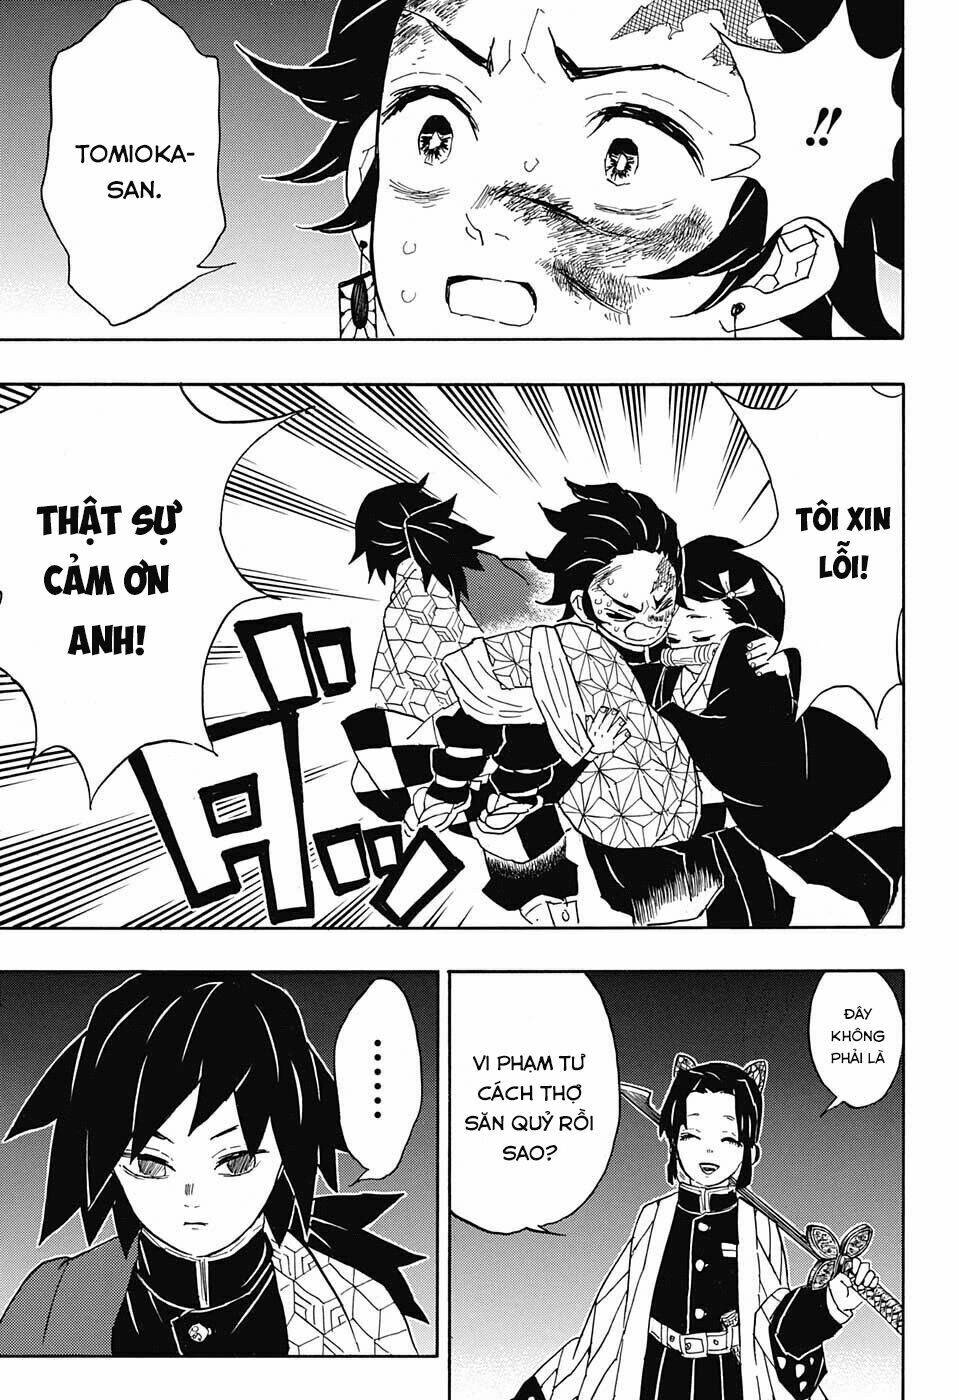 !!
TOMIOKA-
SAN.
TÔI XIN
LỖI!
THẬT SỰ
CẢM ƠN
ANH!
ĐÂY
KHÔNG
PHẢI LÀ
VI PHẠM TƯ
CÁCH THỢ
SĂN QUỶ RỒI
SAO?